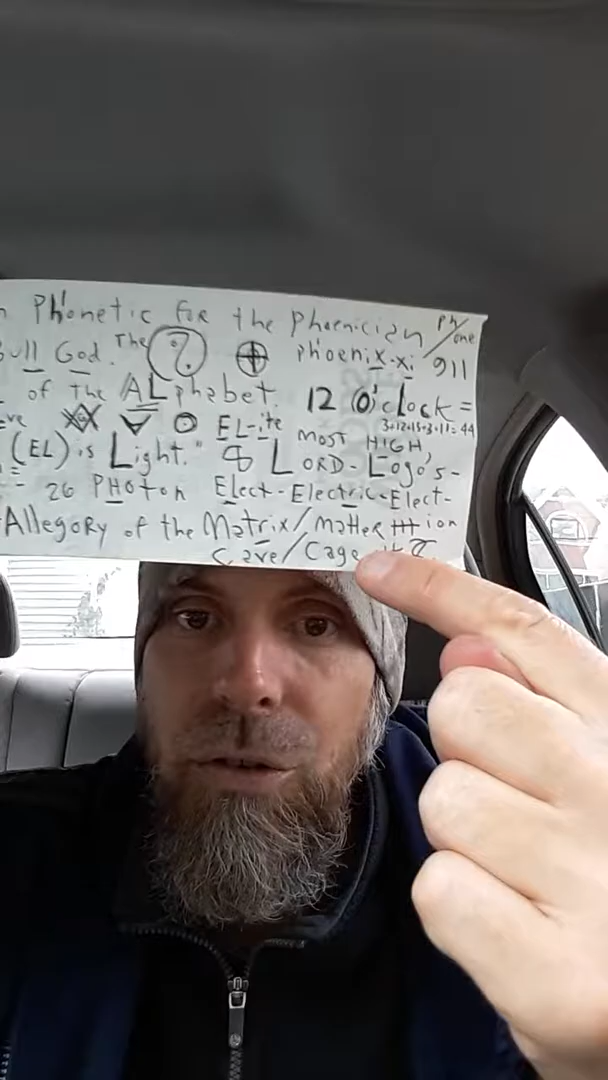 Phonetic for the Phoenician Ph/one
Bull God. The ? ⊕ Phoenix-xi 911
of the ALphabet. 12 O'clock =
EL-ite 3+12+15+3+11=44
(EL) is Light." MOST HIGH
& LORD-Logo's-
26 PHoton Elect-Electric-Elect-
Allegory of the Matrix/matter ttt ion
Cave/Cage